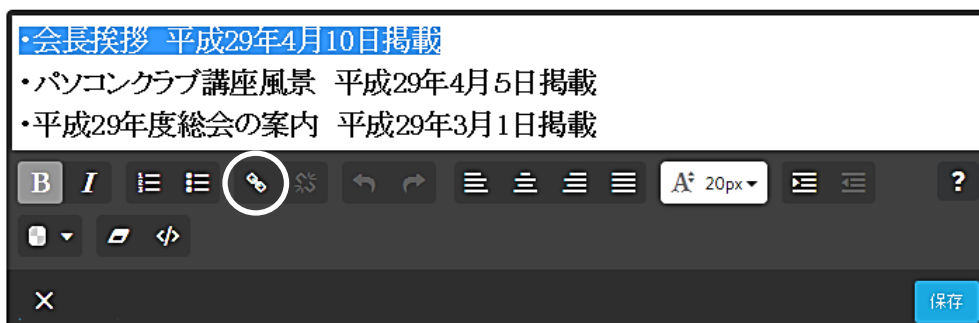 ・会長挨拶　平成29年4月10日掲載
・パソコンクラブ講座風景　平成29年4月５日掲載
・平成29年度総会の案内　平成29年3月1日掲載
B I A 20px ?
保存